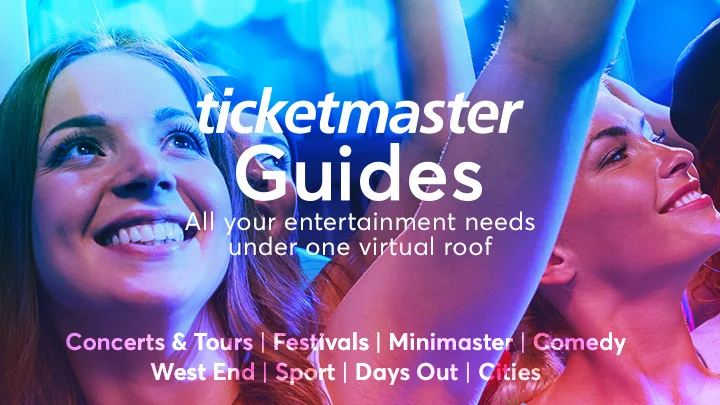 ticketmaster
Guides
All your entertainment needs
under one virtual roof
Concerts & Tours | Festivals | Minimaster | Comedy
West End | Sport | Days Out | Cities